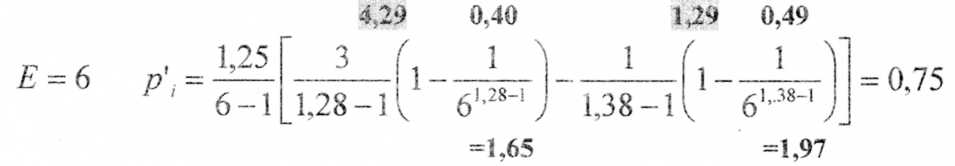 4,29 0,40 1,29 0,49
E = 6 p'i = 1,25 / (6 − 1) [ 3 / (1,28 − 1) ( 1 − 1 / 6^(1,28−1) ) − 1 / (1,38 − 1) ( 1 − 1 / 6^(1,.38−1) ) ] = 0,75
=1,65 =1,97